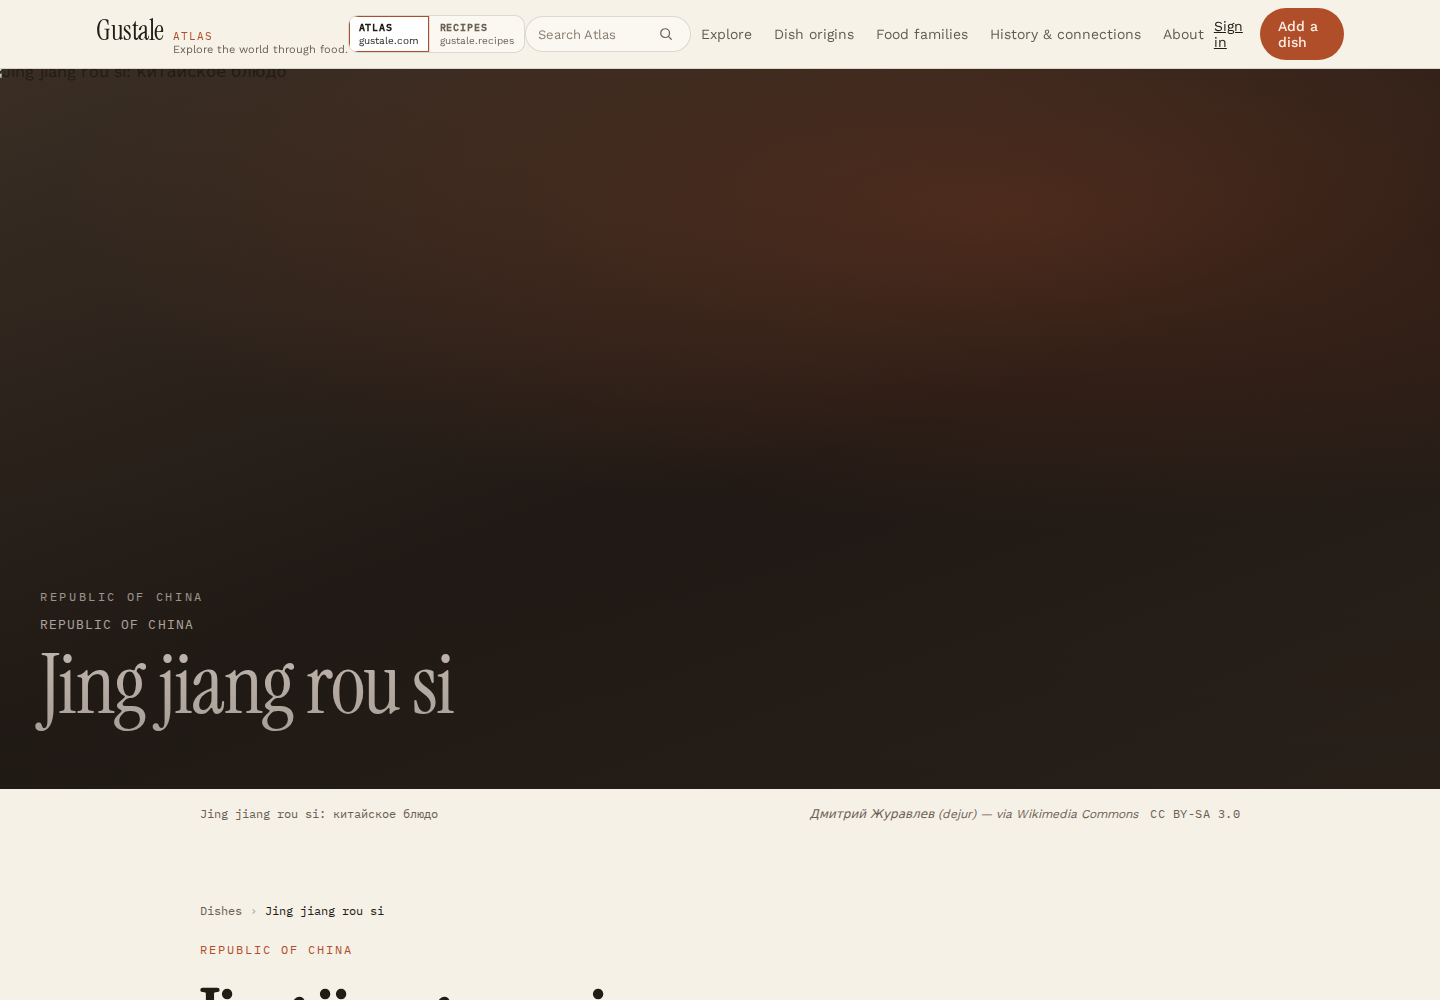 Gustale
ATLAS
Explore the world through food.
ATLAS
gustale.com
RECIPES
gustale.recipes
Search Atlas
Explore
Dish origins
Food families
History & connections
About
Sign in
Add a dish
Jing jiang rou si: китайское блюдо
REPUBLIC OF CHINA
REPUBLIC OF CHINA
Jing jiang rou si
Jing jiang rou si: китайское блюдо
Дмитрий Журавлев (dejur) — via Wikimedia Commons CC BY-SA 3.0
Dishes › Jing jiang rou si
REPUBLIC OF CHINA